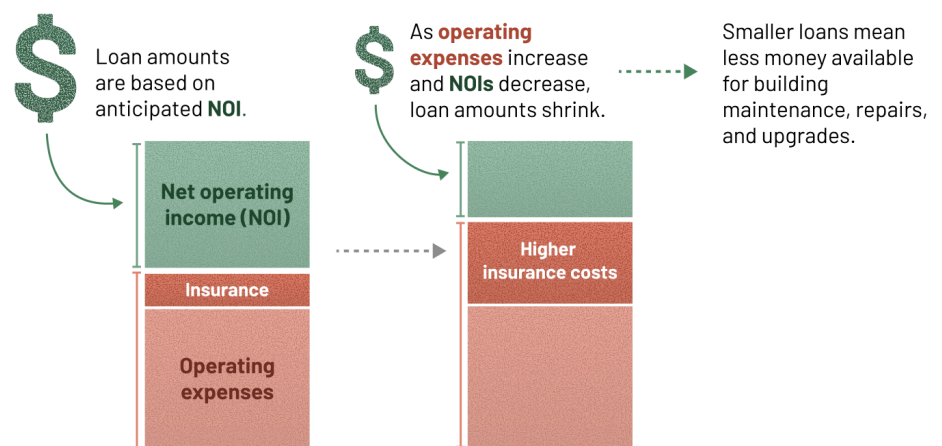 $
Loan amounts
are based on
anticipated NOI.
$
As operating
expenses increase
and NOIs decrease,
loan amounts shrink.
Smaller loans mean
less money available
for building
maintenance, repairs,
and upgrades.
Net operating
income (NOI)
Insurance
Operating
expenses
Higher
insurance costs